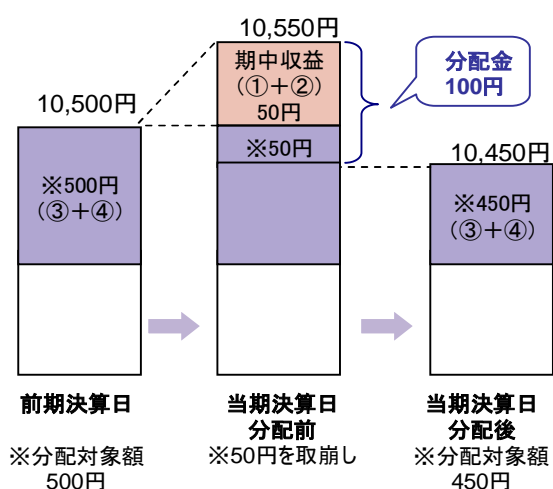 10,550円
期中収益
(①+②)
50円
分配金
100円
10,500円
※50円
10,450円
※500円
(③+④)
※450円
(③+④)
前期決算日
当期決算日
分配前
当期決算日
分配後
※分配対象額
500円
※50円を取崩し
※分配対象額
450円